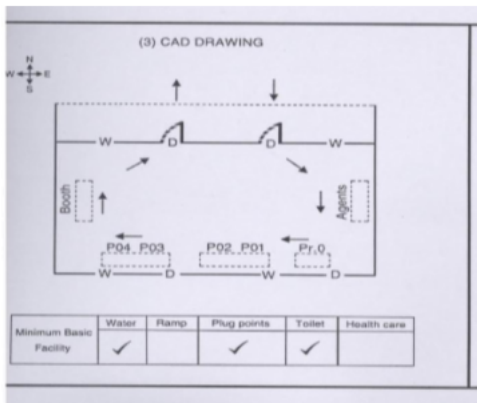 (3) CAD DRAWING
N
W E
S
W D D W
Booth
Agents
P04 P03 P02 P01 Pr.0
W D W D
Minimum Basic Facility Water Ramp Plug points Toilet Health care